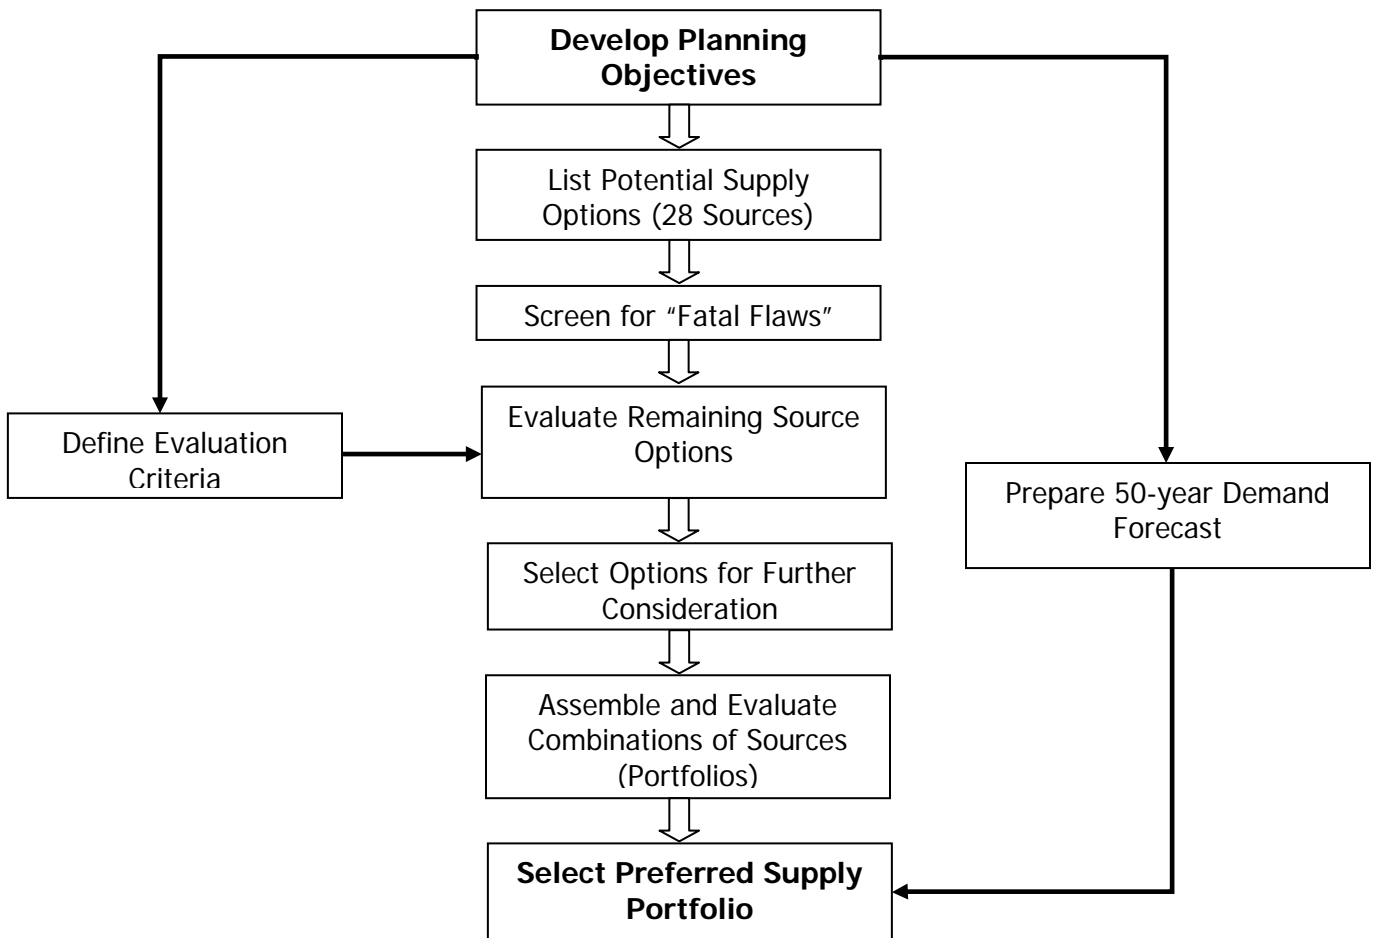 Develop Planning
Objectives
List Potential Supply
Options (28 Sources)
Screen for “Fatal Flaws”
Evaluate Remaining Source
Options
Define Evaluation
Criteria
Prepare 50-year Demand
Forecast
Select Options for Further
Consideration
Assemble and Evaluate
Combinations of Sources
(Portfolios)
Select Preferred Supply
Portfolio